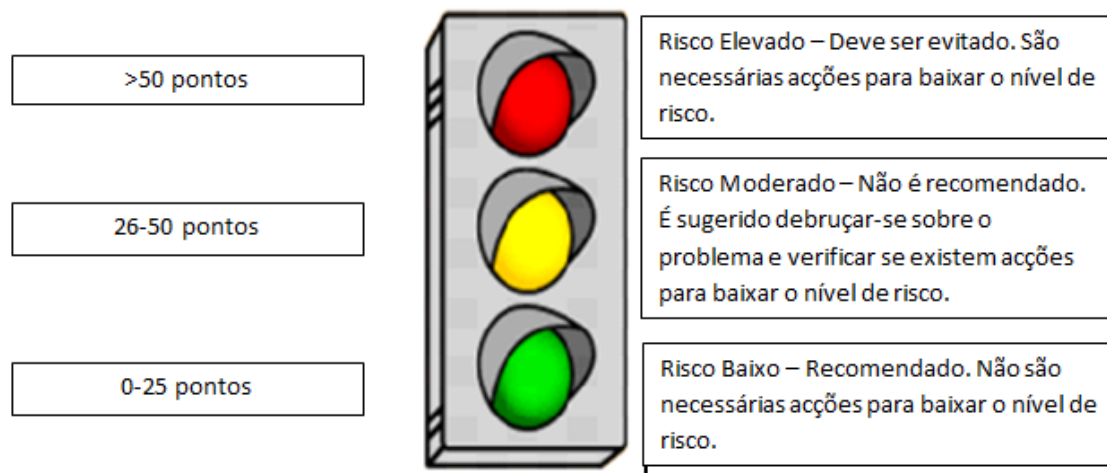 >50 pontos
Risco Elevado – Deve ser evitado. São
necessárias acções para baixar o nível de
risco.
26-50 pontos
Risco Moderado – Não é recomendado.
É sugerido debruçar-se sobre o
problema e verificar se existem acções
para baixar o nível de risco.
0-25 pontos
Risco Baixo – Recomendado. Não são
necessárias acções para baixar o nível de
risco.